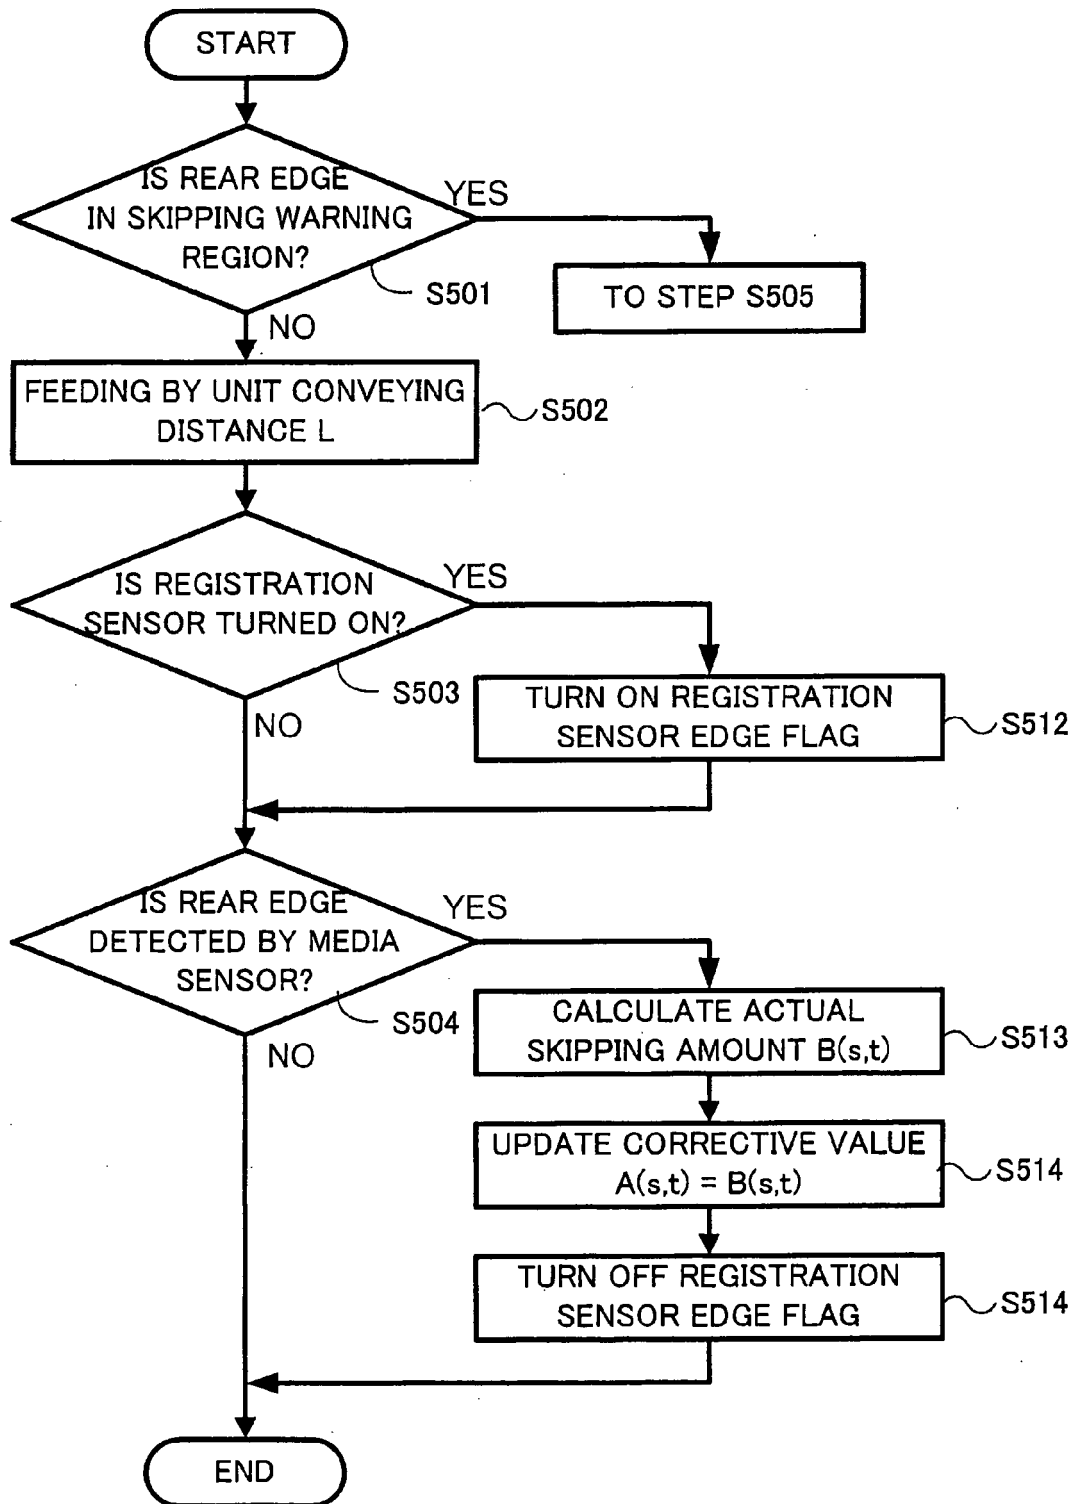 START
IS REAR EDGE
IN SKIPPING WARNING
REGION?
YES
S501
TO STEP S505
NO
FEEDING BY UNIT CONVEYING
DISTANCE L
S502
IS REGISTRATION
SENSOR TURNED ON?
YES
S503
NO
TURN ON REGISTRATION
SENSOR EDGE FLAG
S512
IS REAR EDGE
DETECTED BY MEDIA
SENSOR?
YES
S504
NO
CALCULATE ACTUAL
SKIPPING AMOUNT B(s,t)
S513
UPDATE CORRECTIVE VALUE
A(s,t) = B(s,t)
S514
TURN OFF REGISTRATION
SENSOR EDGE FLAG
S514
END